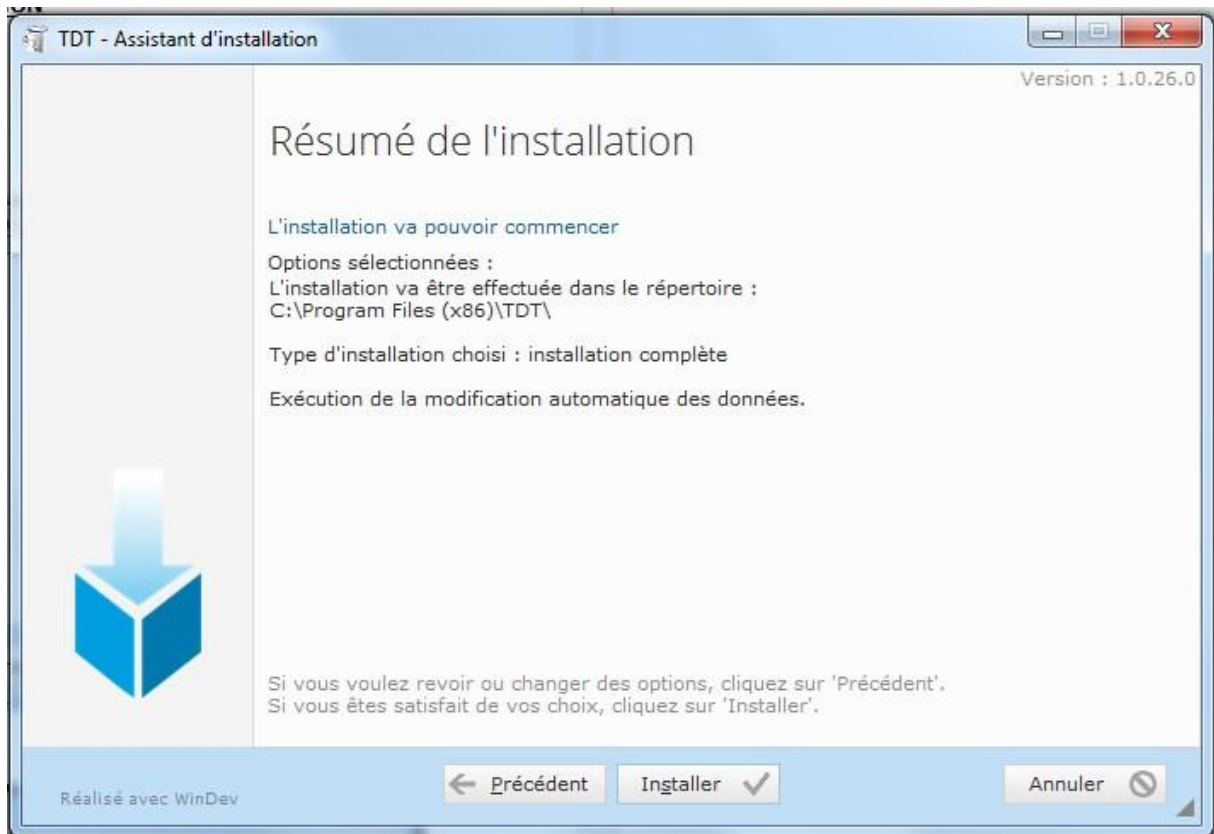 TDT - Assistant d'installation
Version : 1.0.26.0
Résumé de l'installation
L'installation va pouvoir commencer
Options sélectionnées :
L'installation va être effectuée dans le répertoire :
C:\Program Files (x86)\TDT\
Type d'installation choisi : installation complète
Exécution de la modification automatique des données.
Si vous voulez revoir ou changer des options, cliquez sur 'Précédent'.
Si vous êtes satisfait de vos choix, cliquez sur 'Installer'.
Réalisé avec WinDev
Précédent
Installer
Annuler